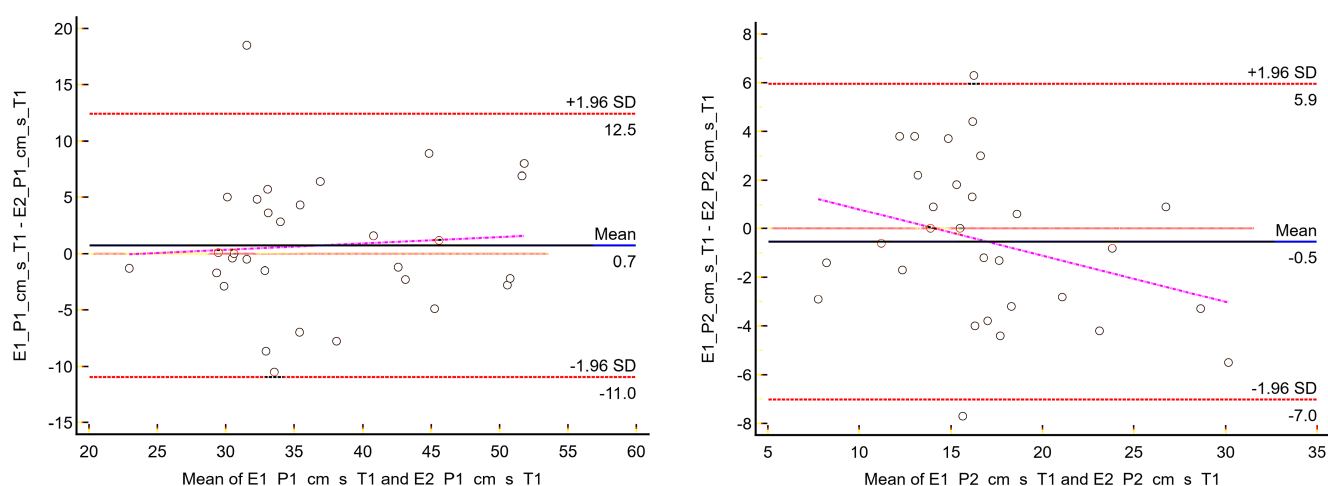 E1_P1_cm_s_T1 - E2_P1_cm_s_T1
20
15
10
5
0
-5
-10
-15
+1.96 SD
12.5
Mean
0.7
-1.96 SD
-11.0
20 25 30 35 40 45 50 55 60
Mean of E1 P1 cm s T1 and E2 P1 cm s T1
E1_P2_cm_s_T1 - E2_P2_cm_s_T1
8
6
4
2
0
-2
-4
-6
-8
+1.96 SD
5.9
Mean
-0.5
-1.96 SD
-7.0
5 10 15 20 25 30 35
Mean of E1 P2 cm s T1 and E2 P2 cm s T1